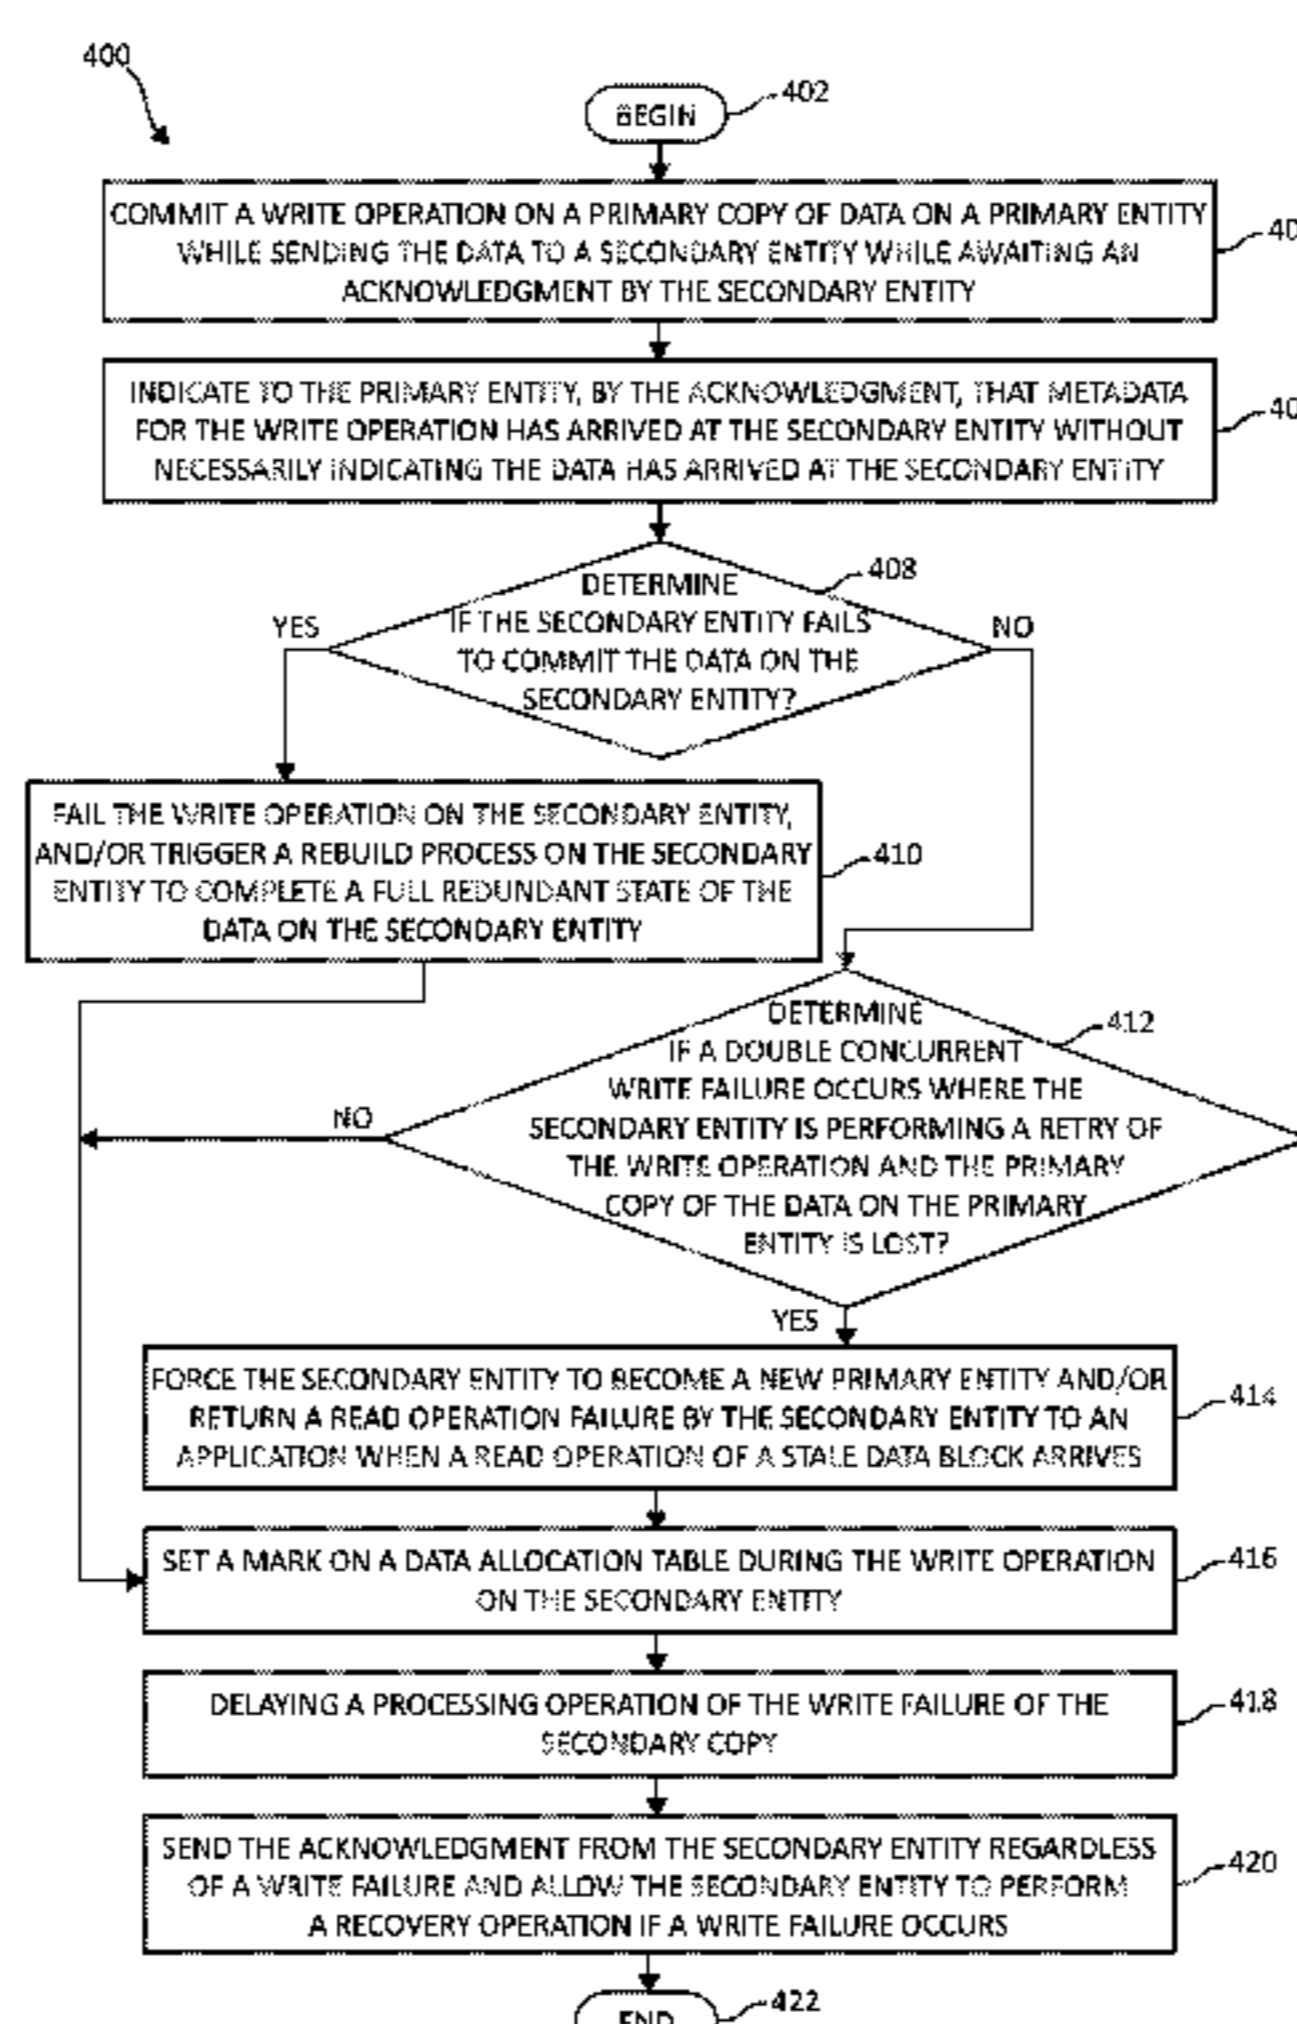 400
BEGIN
402
COMMIT A WRITE OPERATION ON A PRIMARY COPY OF DATA ON A PRIMARY ENTITY
WHILE SENDING THE DATA TO A SECONDARY ENTITY WHILE AWAITING AN
ACKNOWLEDGMENT BY THE SECONDARY ENTITY
40
INDICATE TO THE PRIMARY ENTITY, BY THE ACKNOWLEDGMENT, THAT METADATA
FOR THE WRITE OPERATION HAS ARRIVED AT THE SECONDARY ENTITY WITHOUT
NECESSARILY INDICATING THE DATA HAS ARRIVED AT THE SECONDARY ENTITY
40
408
DETERMINE
IF THE SECONDARY ENTITY FAILS
TO COMMIT THE DATA ON THE
SECONDARY ENTITY?
YES
NO
FAIL THE WRITE OPERATION ON THE SECONDARY ENTITY,
AND/OR TRIGGER A REBUILD PROCESS ON THE SECONDARY
ENTITY TO COMPLETE A FULL REDUNDANT STATE OF THE
DATA ON THE SECONDARY ENTITY
410
412
DETERMINE
IF A DOUBLE CONCURRENT
WRITE FAILURE OCCURS WHERE THE
SECONDARY ENTITY IS PERFORMING A RETRY OF
THE WRITE OPERATION AND THE PRIMARY
COPY OF THE DATA ON THE PRIMARY
ENTITY IS LOST?
NO
YES
FORCE THE SECONDARY ENTITY TO BECOME A NEW PRIMARY ENTITY AND/OR
RETURN A READ OPERATION FAILURE BY THE SECONDARY ENTITY TO AN
APPLICATION WHEN A READ OPERATION OF A STALE DATA BLOCK ARRIVES
414
SET A MARK ON A DATA ALLOCATION TABLE DURING THE WRITE OPERATION
ON THE SECONDARY ENTITY
416
DELAYING A PROCESSING OPERATION OF THE WRITE FAILURE OF THE
SECONDARY COPY
418
SEND THE ACKNOWLEDGMENT FROM THE SECONDARY ENTITY REGARDLESS
OF A WRITE FAILURE AND ALLOW THE SECONDARY ENTITY TO PERFORM
A RECOVERY OPERATION IF A WRITE FAILURE OCCURS
420
END
422